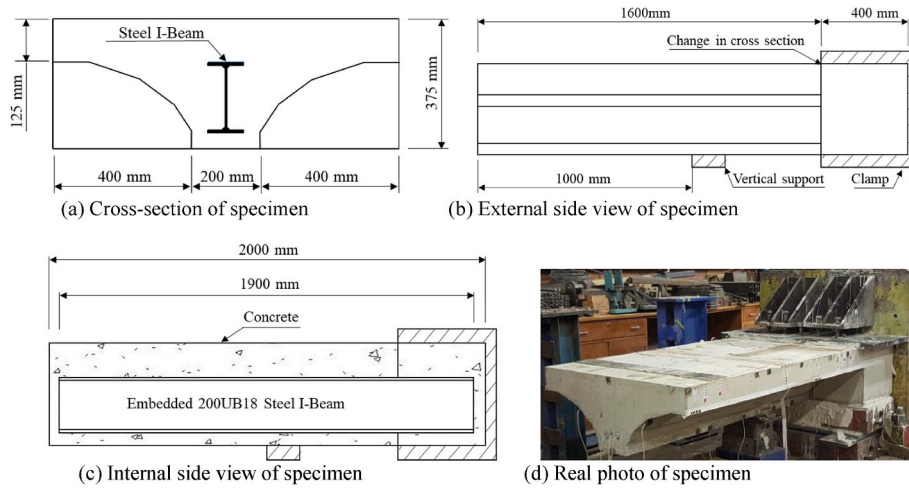 Steel I-Beam
125 mm
375 mm
400 mm
200 mm
400 mm
(a) Cross-section of specimen
1600mm
400 mm
Change in cross section
1000 mm
Vertical support
Clamp
(b) External side view of specimen
2000 mm
1900 mm
Concrete
Embedded 200UB18 Steel I-Beam
(c) Internal side view of specimen
(d) Real photo of specimen